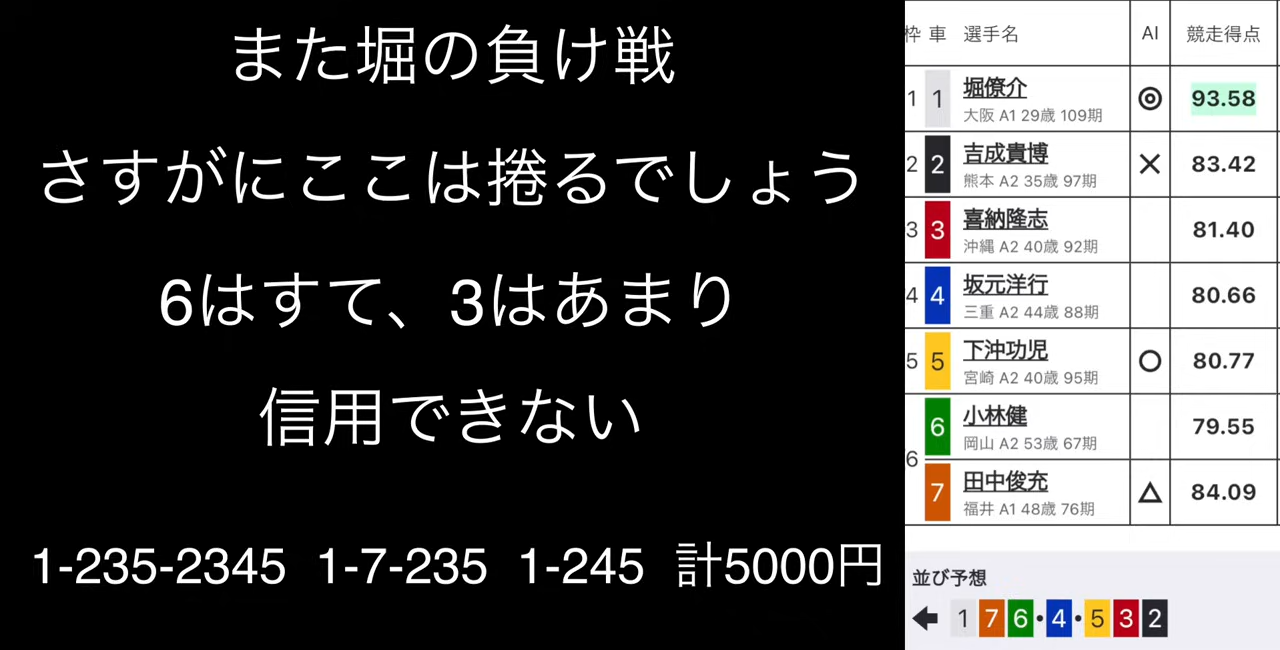 また堀の負け戦
さすがにここは捲るでしょう
6はすて、3はあまり
信用できない
1-235-2345 1-7-235 1-245 計5000円
枠 車 選手名 AI 競走得点
1 1 堀僚介 ◎ 93.58
大阪 A1 29歳 109期
2 2 吉成貴博 × 83.42
熊本 A2 35歳 97期
3 3 喜納隆志 81.40
沖縄 A2 40歳 92期
4 4 坂元洋行 80.66
三重 A2 44歳 88期
5 5 下沖功児 ○ 80.77
宮崎 A2 40歳 95期
6 6 小林健 79.55
岡山 A2 53歳 67期
7 田中俊充 △ 84.09
福井 A1 48歳 76期
並び予想
← 1 7 6・4・5 3 2